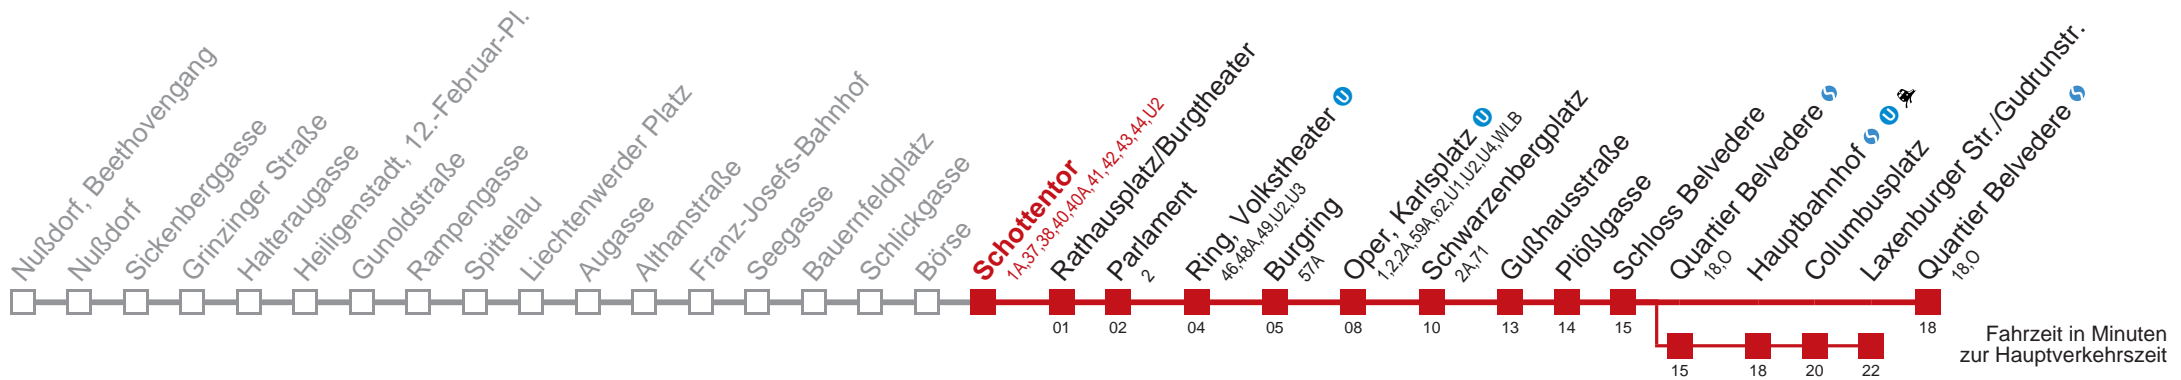 Nußdorf, Beethovengang
Nußdorf
Sickenberggasse
Grinzinger Straße
Halteraugasse
Heiligenstadt, 12.-Februar-Pl.
Gunoldstraße
Rampengasse
Spittelau
Liechtenwerder Platz
Augasse
Althanstraße
Franz-Josefs-Bahnhof
Seegasse
Bauernfeldplatz
Schlickgasse
Börse
Schottentor
1A,37,38,40,40A,41,42,43,44,U2
Rathausplatz/Burgtheater
Parlament
2
Ring, Volkstheater U
46,48A,49,U2,U3
Burgring
57A
Oper, Karlsplatz U
1,2,2A,59A,62,U1,U2,U4,WLB
Schwarzenbergplatz
2A,71
Gußhausstraße
Plößlgasse
Schloss Belvedere
Quartier Belvedere S
18,O
Hauptbahnhof S U
Columbusplatz
Laxenburger Str./Gudrunstr.
Quartier Belvedere S
18,O
01 02 04 05 08 10 13 14 15 18
15 18 20 22
Fahrzeit in Minuten
zur Hauptverkehrszeit